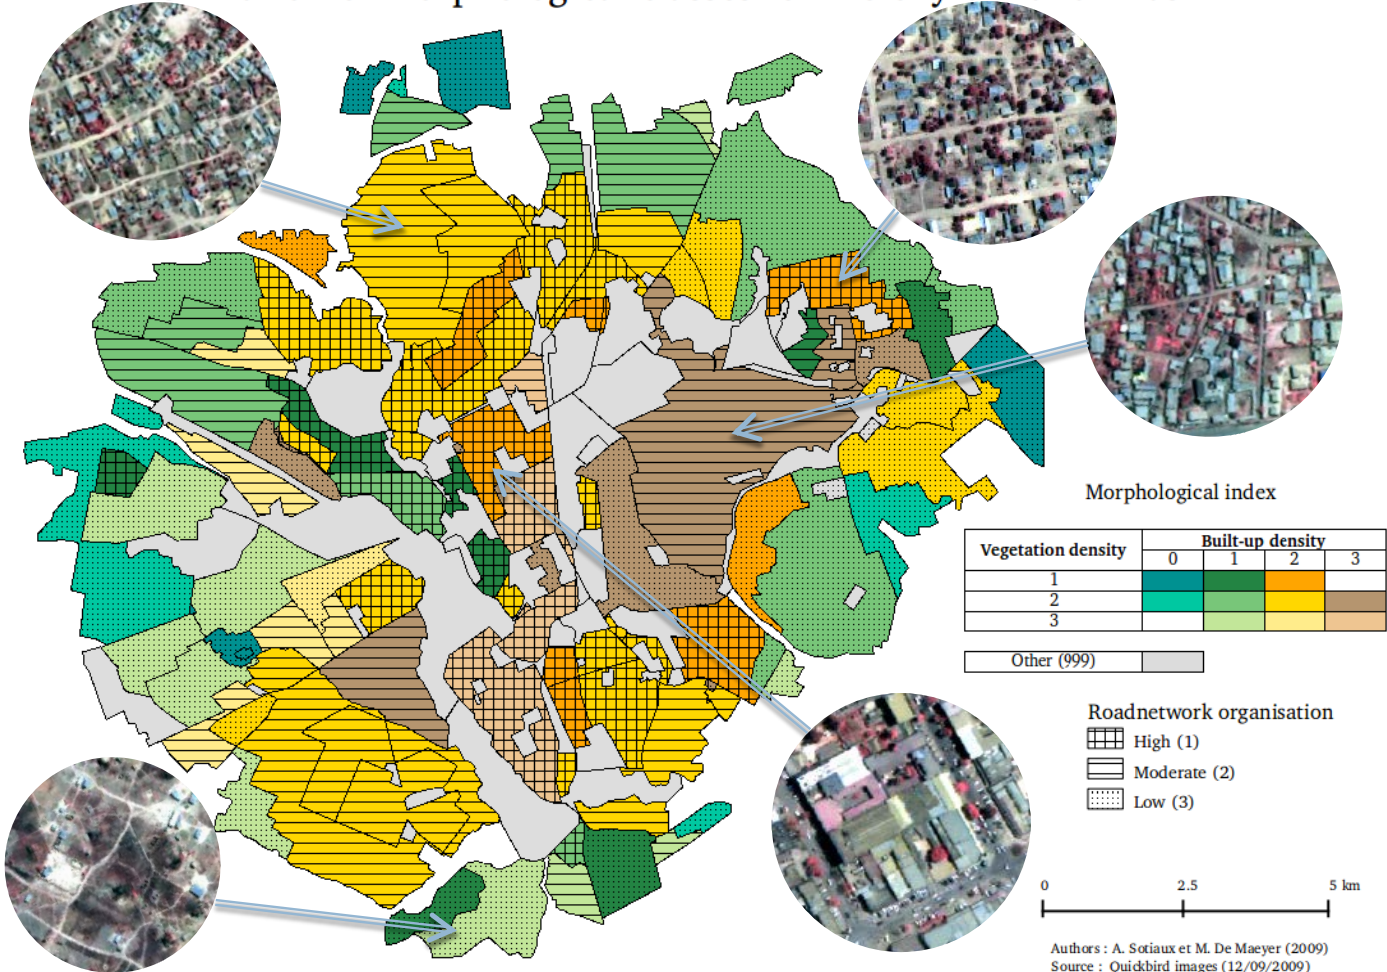 Morphological index
Vegetation density
Built-up density
0 1 2 3
1
2
3
Other (999)
Roadnetwork organisation
High (1)
Moderate (2)
Low (3)
0 2.5 5 km
Authors : A. Sotiaux et M. De Maeyer (2009)
Source : Quickbird images (12/09/2009)